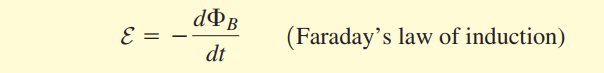 ℰ = − dΦ_B/dt (Faraday’s law of induction)